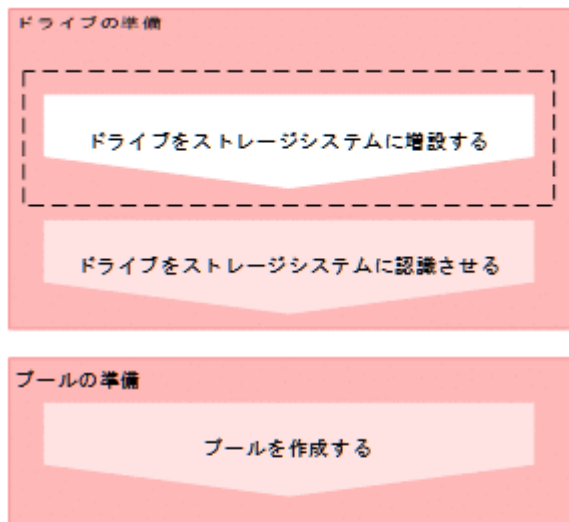 ドライブの準備
ドライブをストレージシステムに増設する
ドライブをストレージシステムに認識させる
プールの準備
プールを作成する